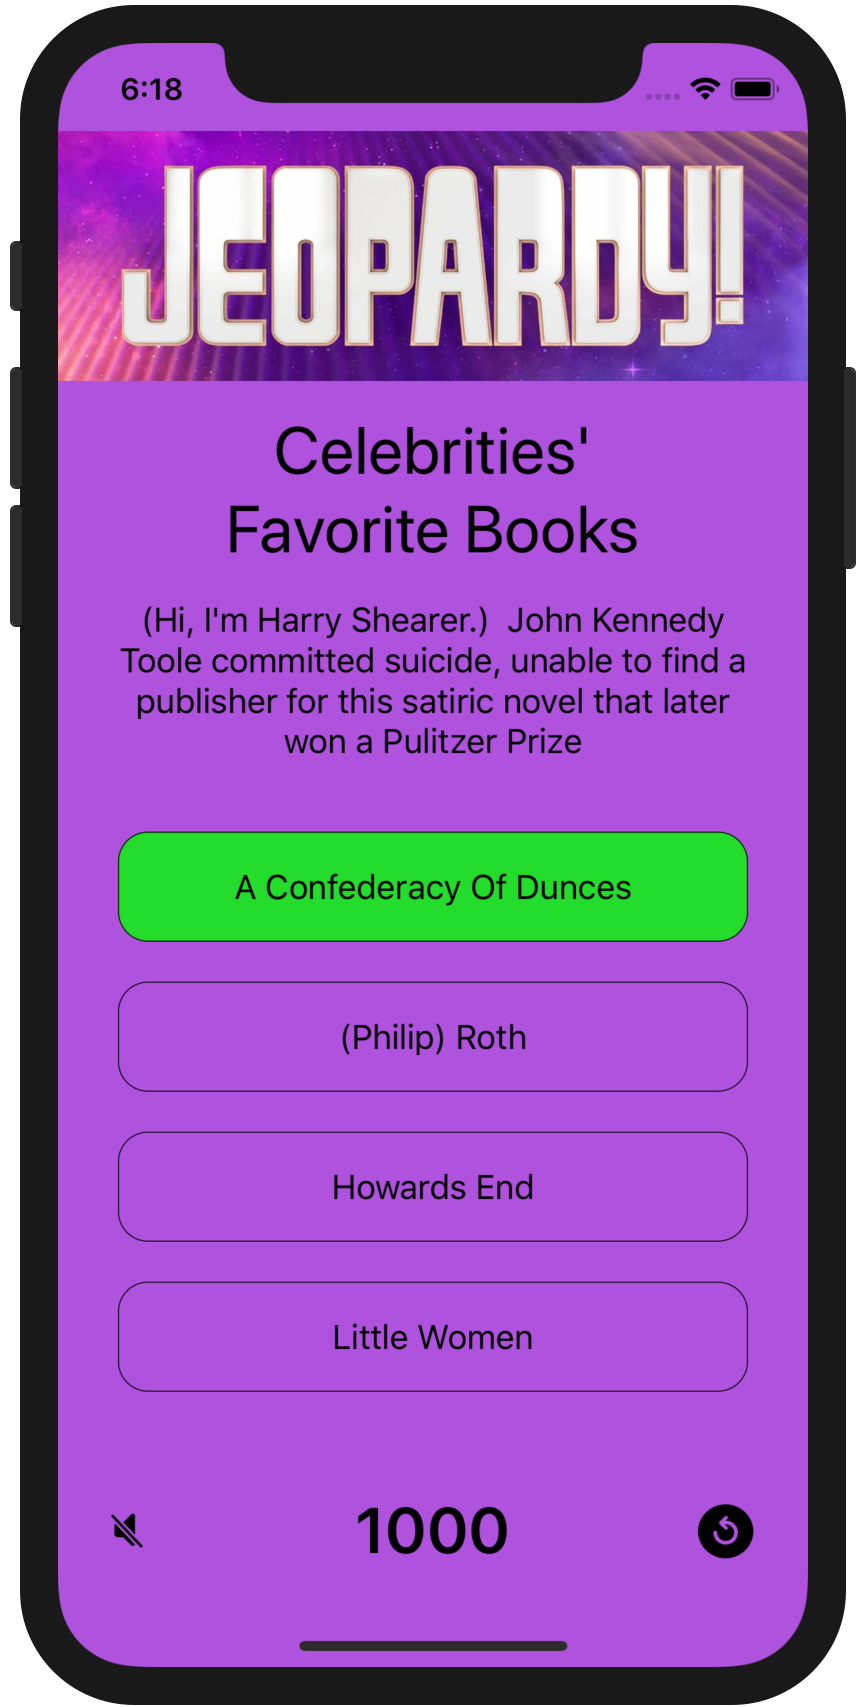 6:18
JEOPARDY!
Celebrities'
Favorite Books
(Hi, I'm Harry Shearer.)  John Kennedy
Toole committed suicide, unable to find a
publisher for this satiric novel that later
won a Pulitzer Prize
A Confederacy Of Dunces
(Philip) Roth
Howards End
Little Women
1000